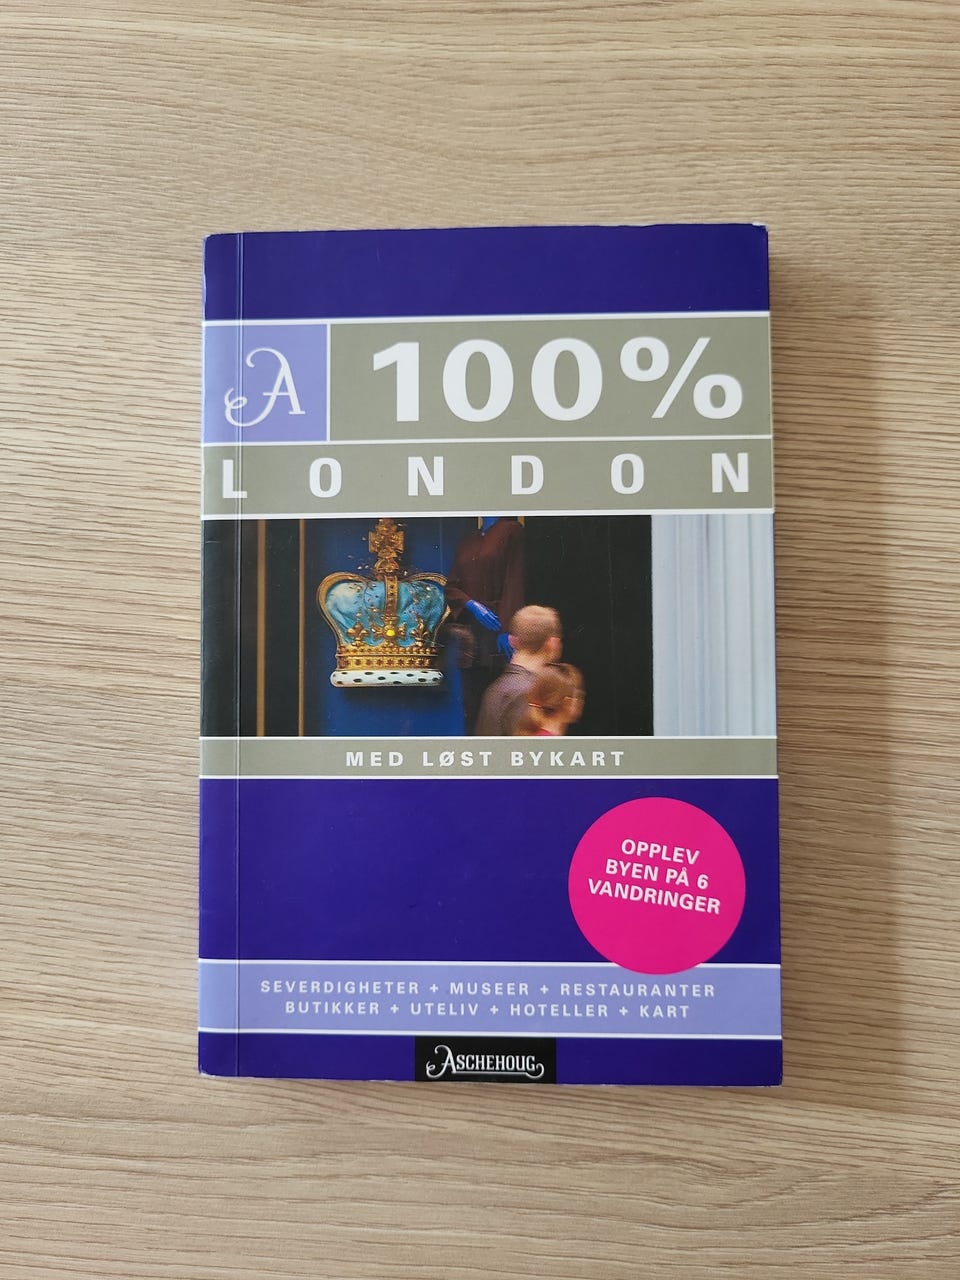 A
100%
LONDON
MED LØST BYKART
OPPLEV
BYEN PÅ 6
VANDRINGER
SEVERDIGHETER + MUSEER + RESTAURANTER
BUTIKKER + UTELIV + HOTELLER + KART
ASCHEHOUG